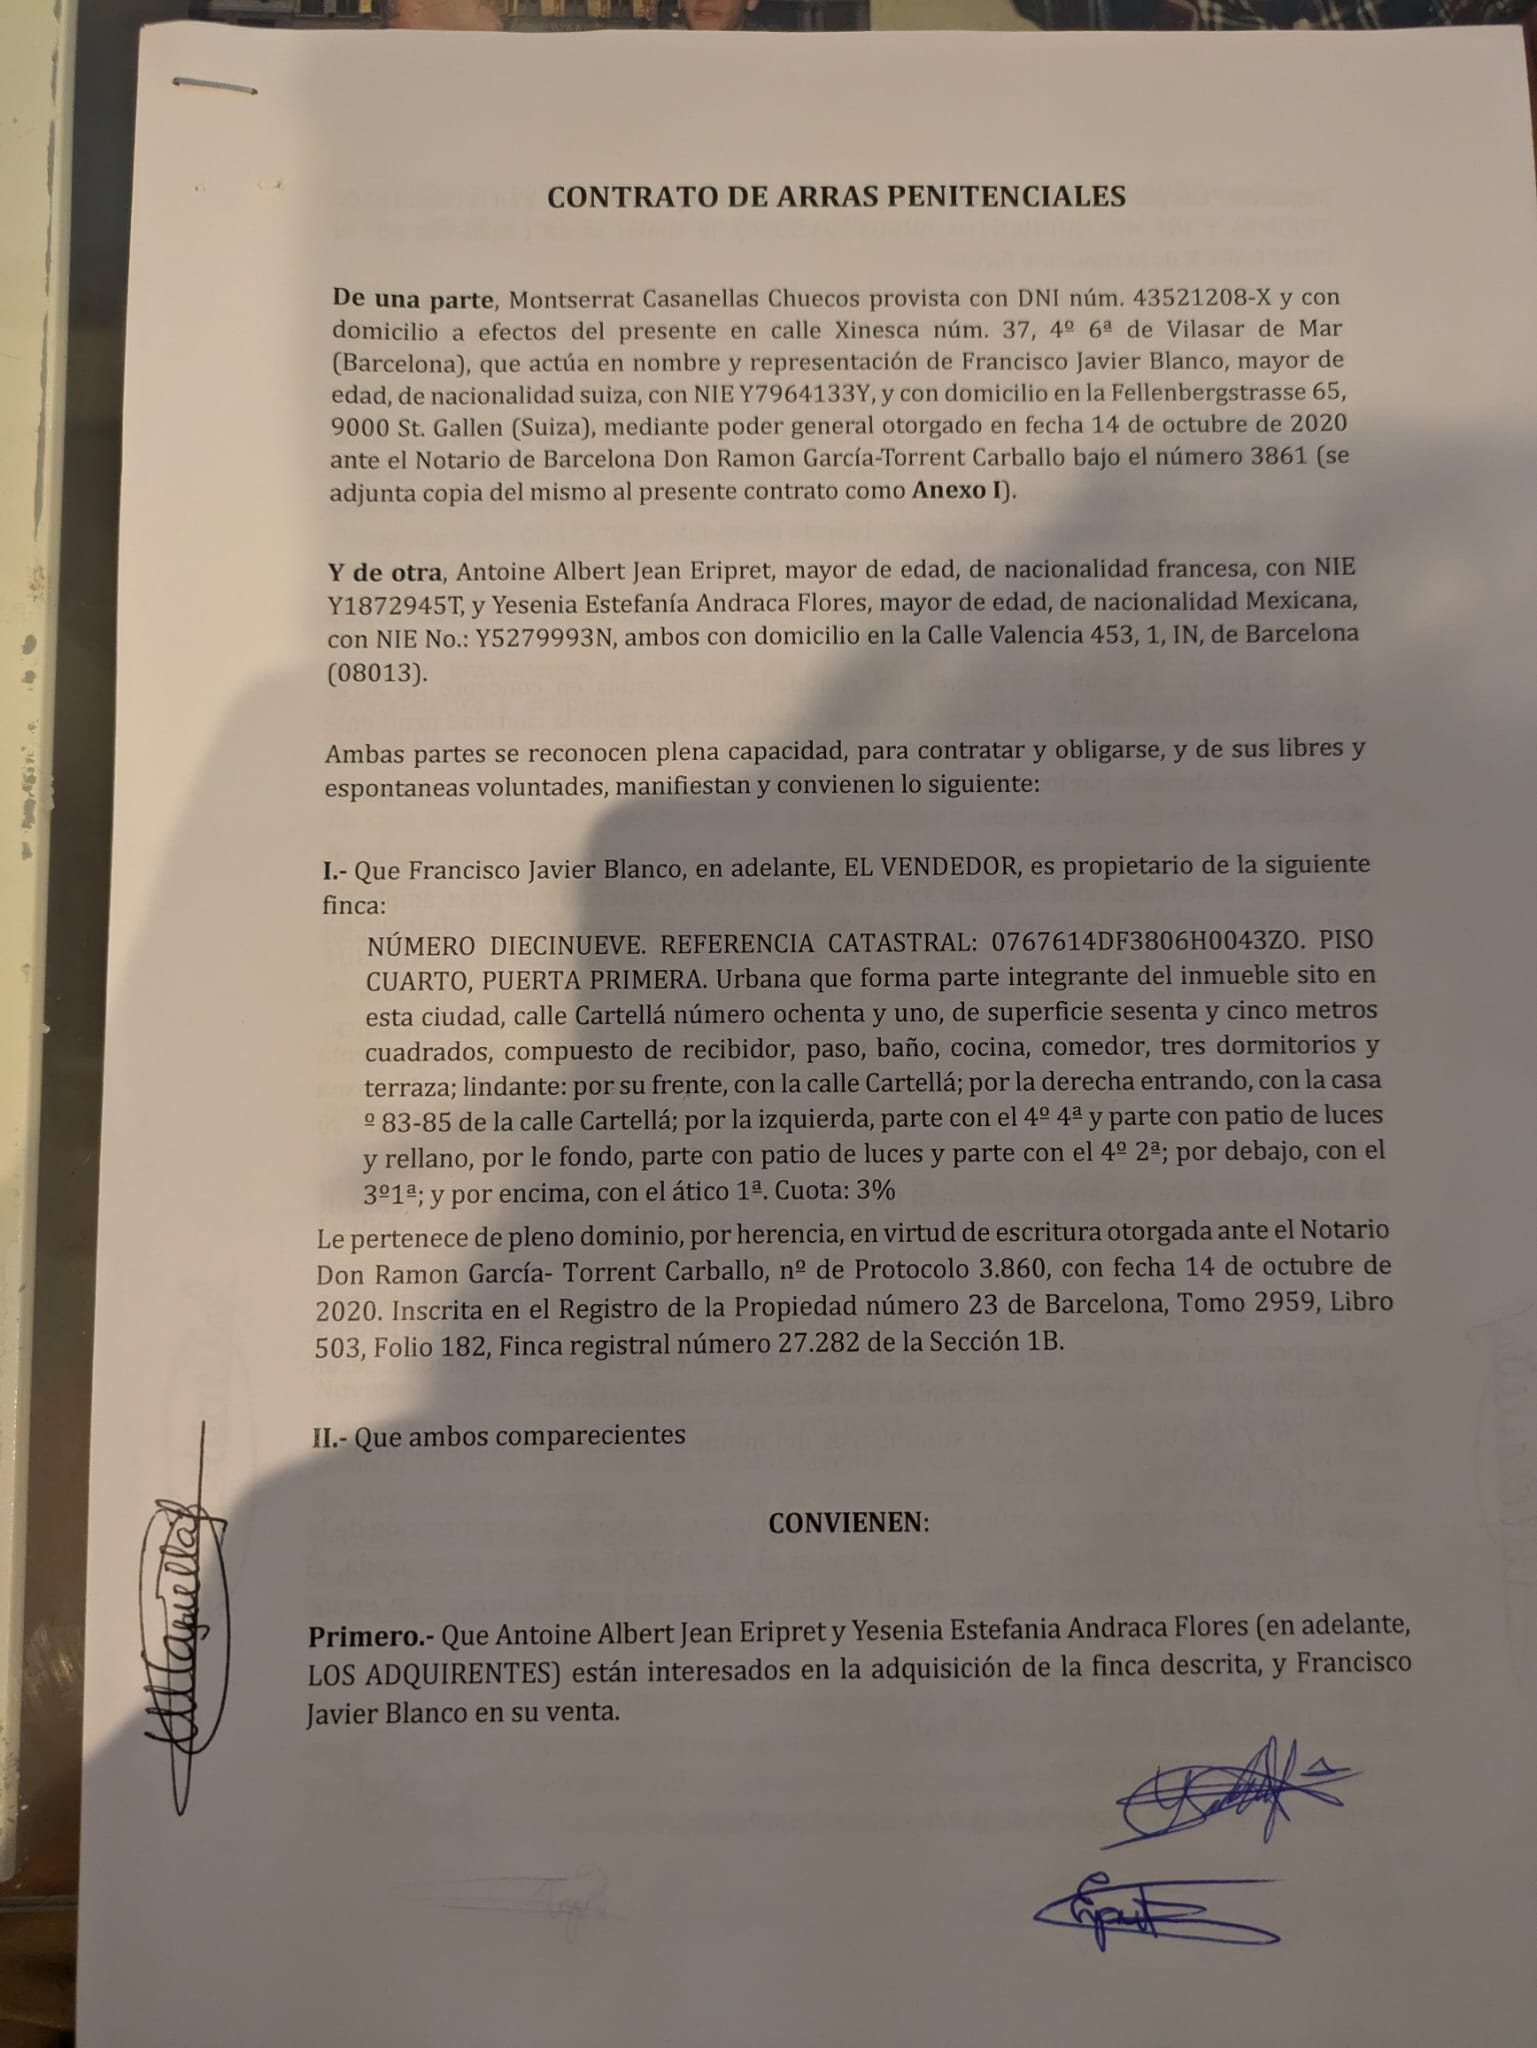 CONTRATO DE ARRAS PENITENCIALES
De una parte, Montserrat Casanellas Chuecos provista con DNI núm. 43521208-X y con
domicilio a efectos del presente en calle Xinesca núm. 37, 4º 6ª de Vilasar de Mar
(Barcelona), que actúa en nombre y representación de Francisco Javier Blanco, mayor de
edad, de nacionalidad suiza, con NIE Y7964133Y, y con domicilio en la Fellenbergstrasse 65,
9000 St. Gallen (Suiza), mediante poder general otorgado en fecha 14 de octubre de 2020
ante el Notario de Barcelona Don Ramon García-Torrent Carballo bajo el número 3861 (se
adjunta copia del mismo al presente contrato como Anexo I).
Y de otra, Antoine Albert Jean Eripret, mayor de edad, de nacionalidad francesa, con NIE
Y1872945T, y Yesenia Estefanía Andraca Flores, mayor de edad, de nacionalidad Mexicana,
con NIE No.: Y5279993N, ambos con domicilio en la Calle Valencia 453, 1, IN, de Barcelona
(08013).
Ambas partes se reconocen plena capacidad, para contratar y obligarse, y de sus libres y
espontaneas voluntades, manifiestan y convienen lo siguiente:
I.- Que Francisco Javier Blanco, en adelante, EL VENDEDOR, es propietario de la siguiente
finca:
NÚMERO DIECINUEVE. REFERENCIA CATASTRAL: 0767614DF3806H0043ZO. PISO
CUARTO, PUERTA PRIMERA. Urbana que forma parte integrante del inmueble sito en
esta ciudad, calle Cartellá número ochenta y uno, de superficie sesenta y cinco metros
cuadrados, compuesto de recibidor, paso, baño, cocina, comedor, tres dormitorios y
terraza; lindante: por su frente, con la calle Cartellá; por la derecha entrando, con la casa
º 83-85 de la calle Cartellá; por la izquierda, parte con el 4º 4ª y parte con patio de luces
y rellano, por le fondo, parte con patio de luces y parte con el 4º 2ª; por debajo, con el
3º1ª; y por encima, con el ático 1ª. Cuota: 3%
Le pertenece de pleno dominio, por herencia, en virtud de escritura otorgada ante el Notario
Don Ramon García- Torrent Carballo, nº de Protocolo 3.860, con fecha 14 de octubre de
2020. Inscrita en el Registro de la Propiedad número 23 de Barcelona, Tomo 2959, Libro
503, Folio 182, Finca registral número 27.282 de la Sección 1B.
II.- Que ambos comparecientes
CONVIENEN:
Primero.- Que Antoine Albert Jean Eripret y Yesenia Estefania Andraca Flores (en adelante,
LOS ADQUIRENTES) están interesados en la adquisición de la finca descrita, y Francisco
Javier Blanco en su venta.